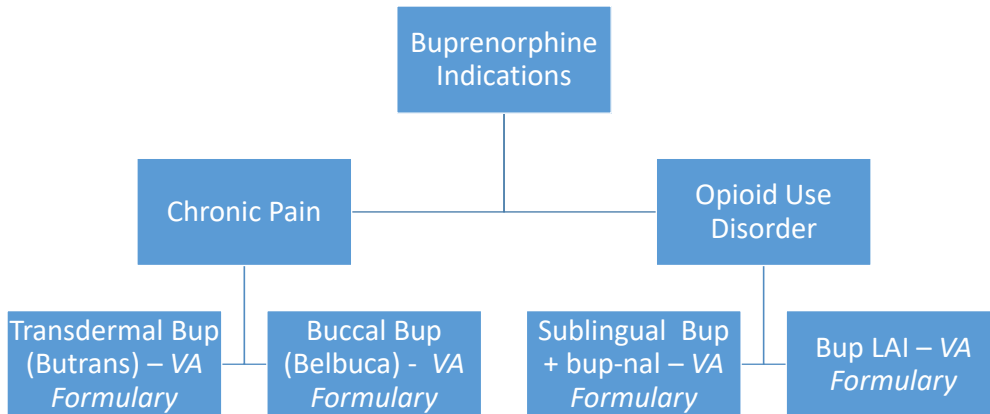 Buprenorphine
Indications
Chronic Pain
Opioid Use
Disorder
Transdermal Bup
(Butrans) – VA
Formulary
Buccal Bup
(Belbuca) - VA
Formulary
Sublingual Bup
+ bup-nal – VA
Formulary
Bup LAI – VA
Formulary